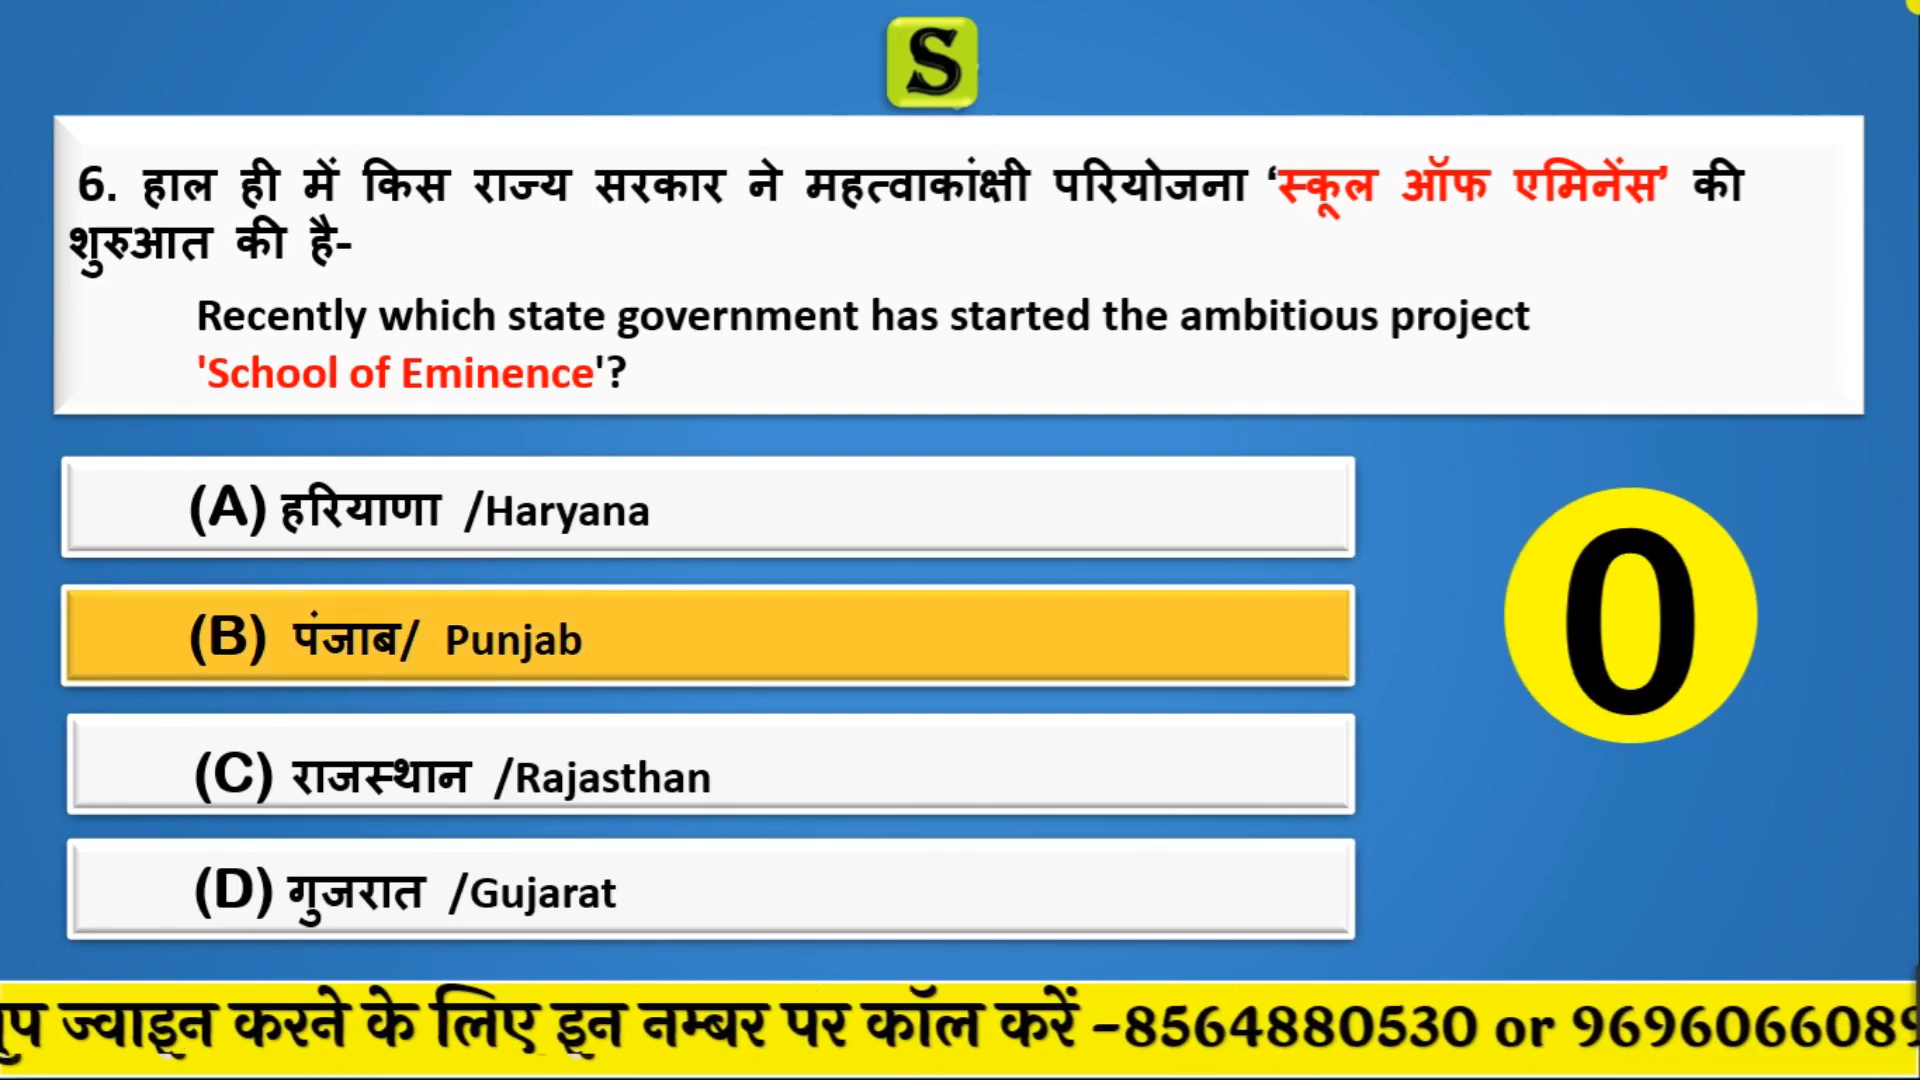 S
6. हाल ही में किस राज्य सरकार ने महत्वाकांक्षी परियोजना ‘स्कूल ऑफ एमिनेंस’ की
शुरुआत की है-
Recently which state government has started the ambitious project
'School of Eminence'?
(A) हरियाणा /Haryana
(B) पंजाब/ Punjab
0
(C) राजस्थान /Rajasthan
(D) गुजरात /Gujarat
ज्वाइन करने के लिए इन नम्बर पर कॉल करें –8564880530 or 9696066089